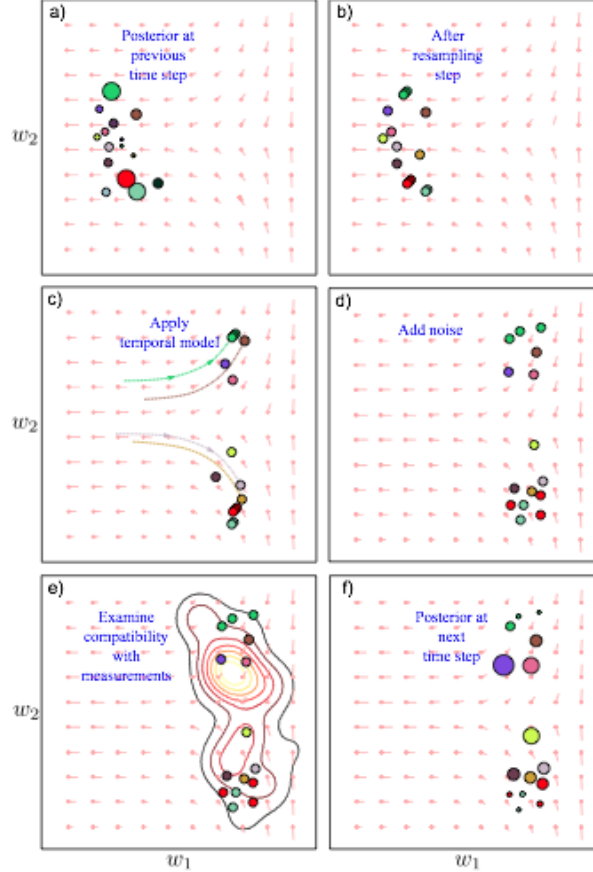 a)
Posterior at
previous
time step
b)
After
resampling
step
w2
c)
Apply
temporal model
d)
Add noise
w2
e)
Examine
compatibility
with
measurements
f)
Posterior at
next
time step
w2
w1
w1